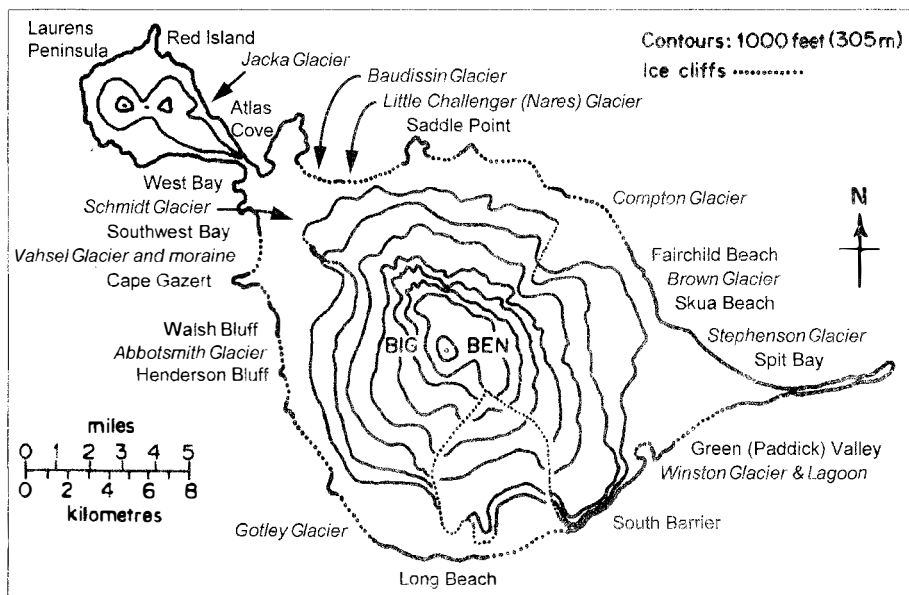 Laurens
Peninsula
Red Island
Jacka Glacier
Contours: 1000 feet (305m)
Ice cliffs
Baudissin Glacier
Little Challenger (Nares) Glacier
Saddle Point
Atlas
Cove
West Bay
Schmidt Glacier
Southwest Bay
Vahsel Glacier and moraine
Cape Gazert
Compton Glacier
N
Fairchild Beach
Brown Glacier
Skua Beach
Walsh Bluff
Abbotsmith Glacier
Henderson Bluff
BIG BEN
Stephenson Glacier
Spit Bay
miles
0 1 2 3 4 5
0 2 4 6 8
kilometres
Green (Paddick) Valley
Winston Glacier & Lagoon
Gotley Glacier
South Barrier
Long Beach